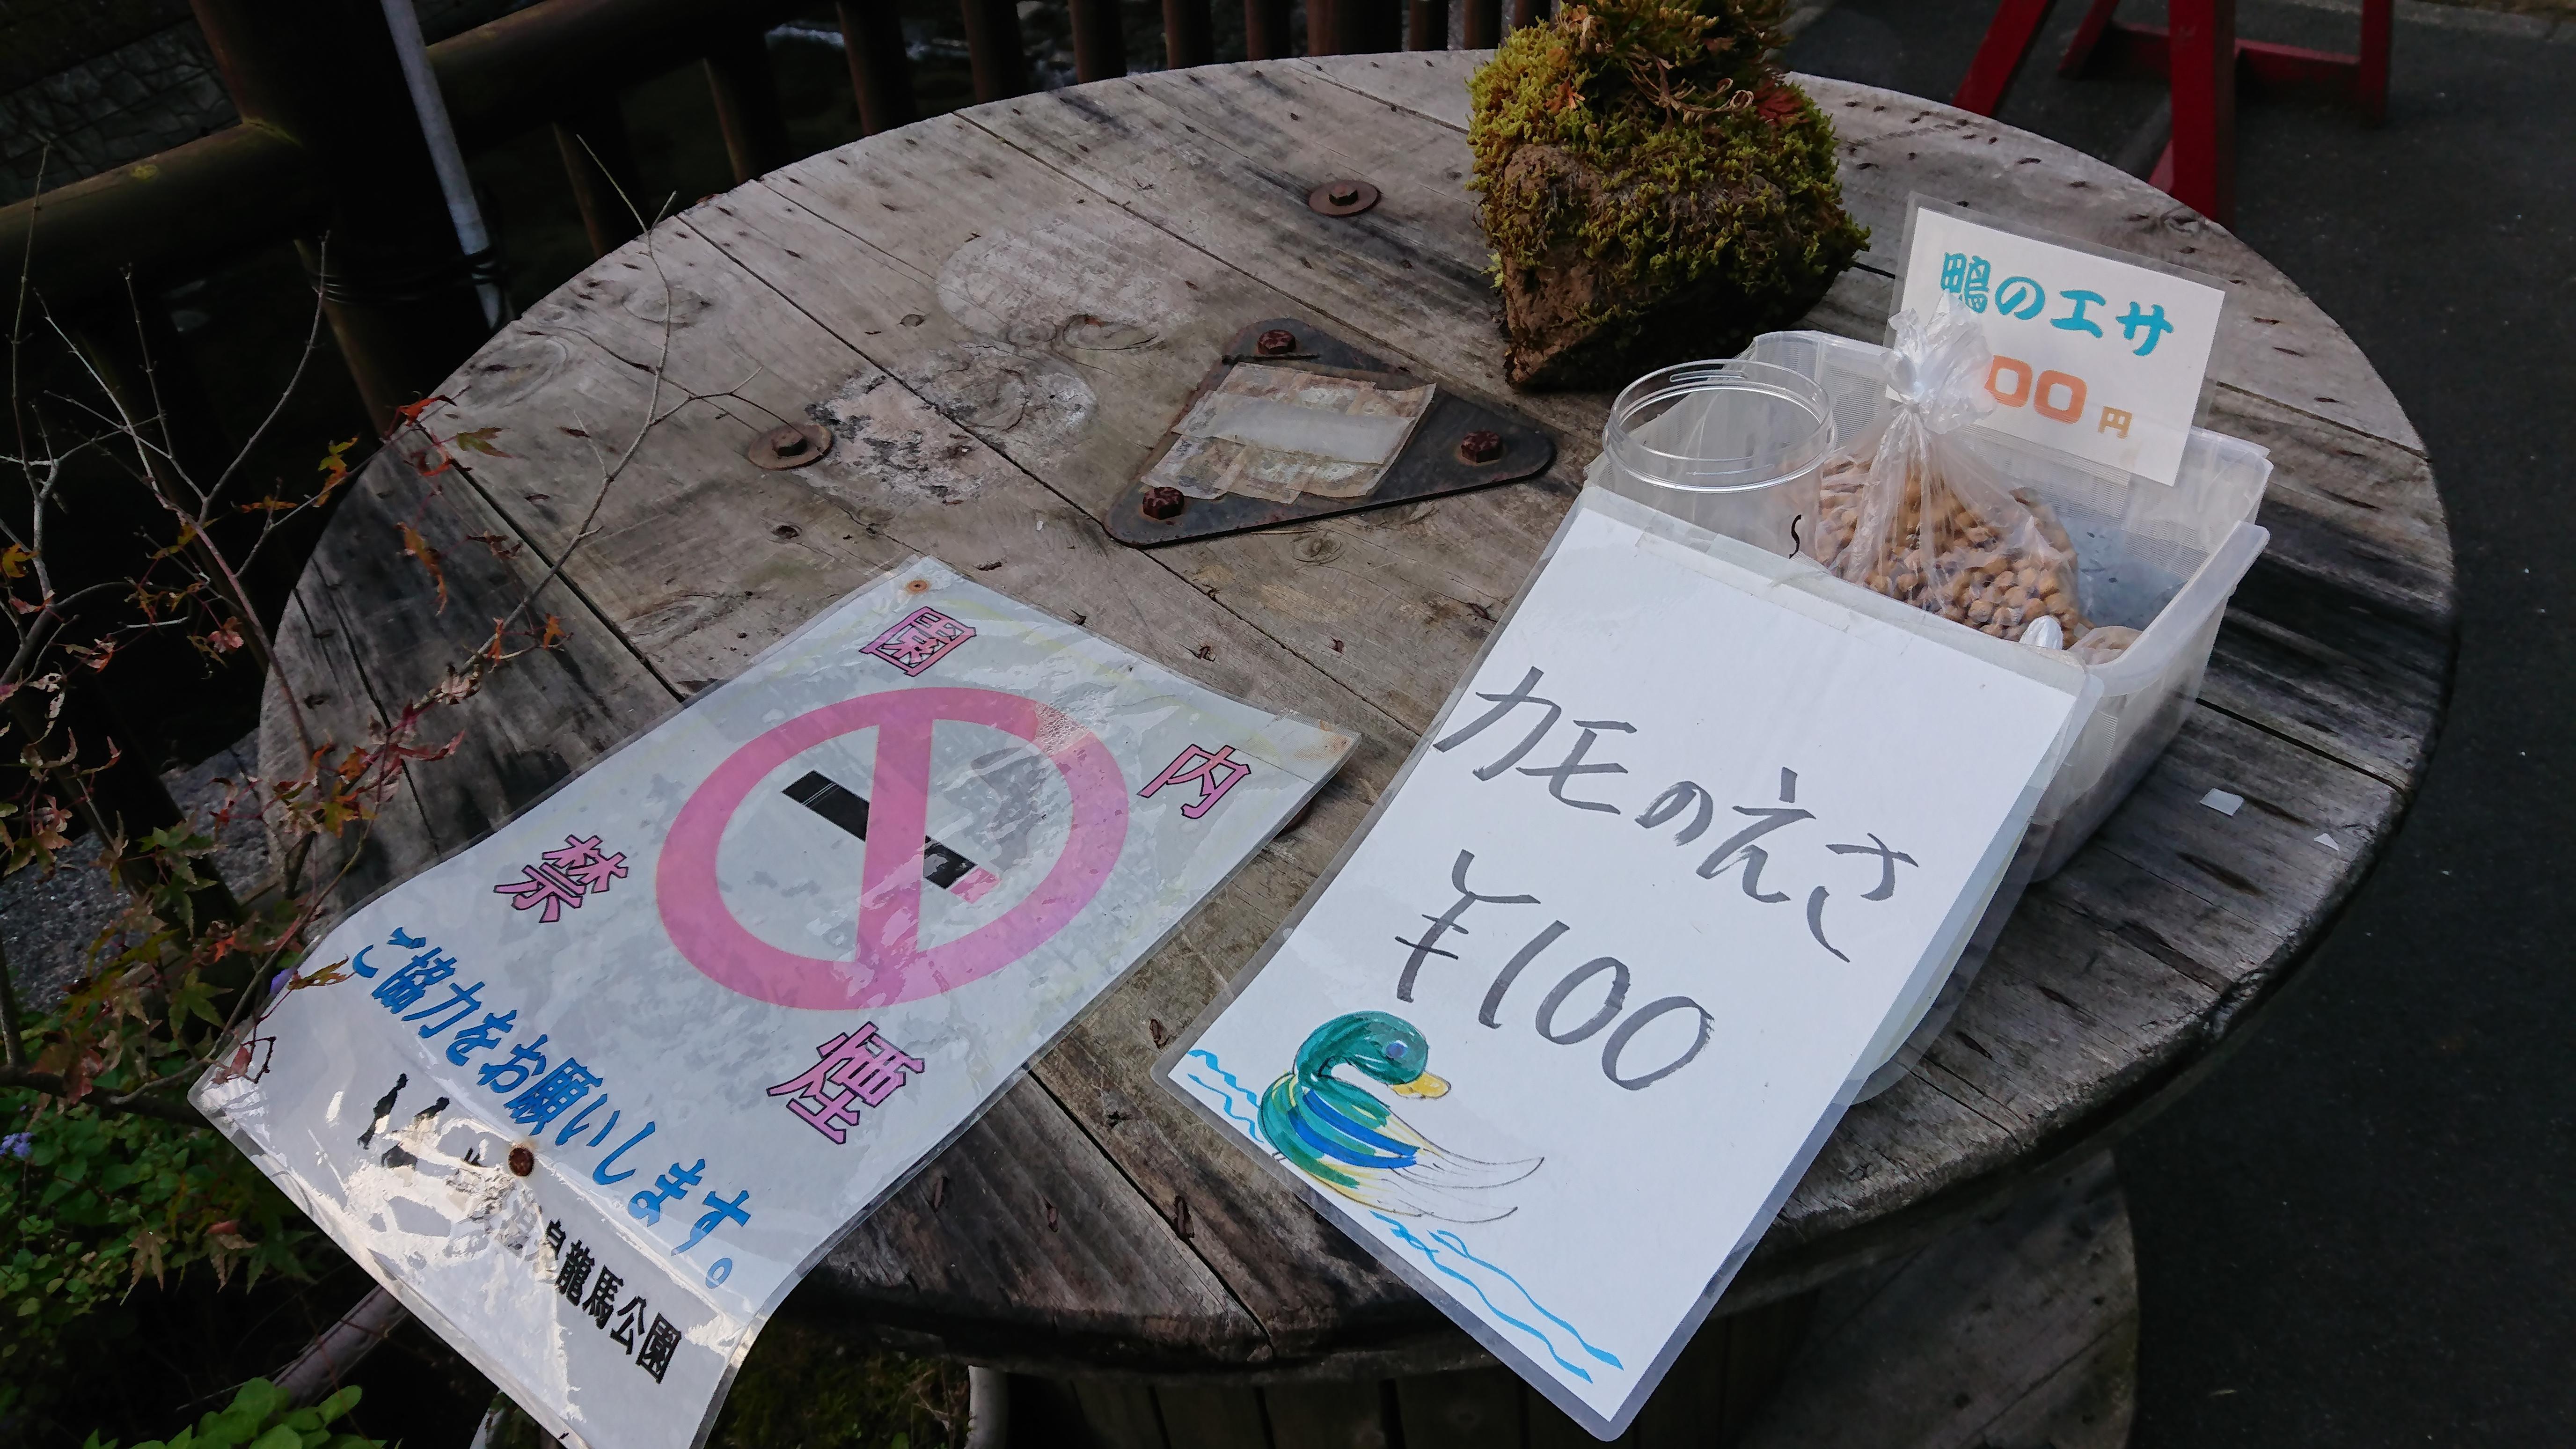 鴨のエサ
00円
園内
禁煙
ご協力をお願いします。
龍馬公園
カモのえさ
¥100